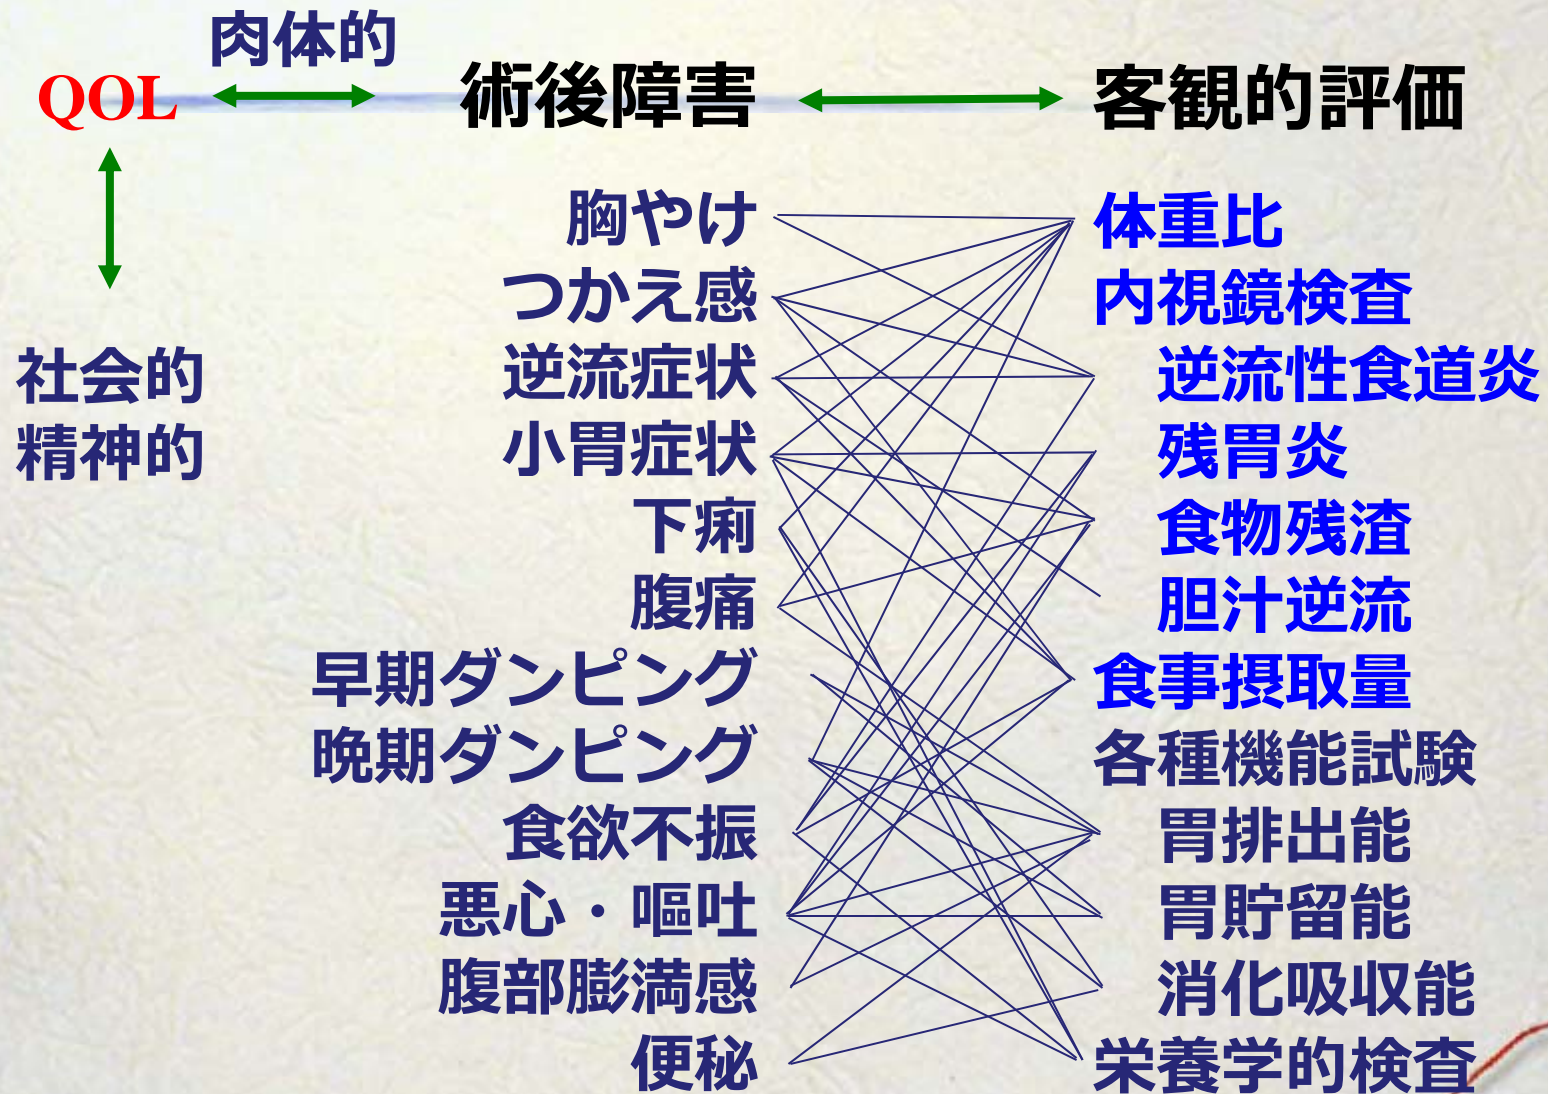 肉体的
QOL
術後障害
客観的評価
社会的
精神的
胸やけ
つかえ感
逆流症状
小胃症状
下痢
腹痛
早期ダンピング
晩期ダンピング
食欲不振
悪心・嘔吐
腹部膨満感
便秘
体重比
内視鏡検査
逆流性食道炎
残胃炎
食物残渣
胆汁逆流
食事摂取量
各種機能試験
胃排出能
胃貯留能
消化吸収能
栄養学的検査